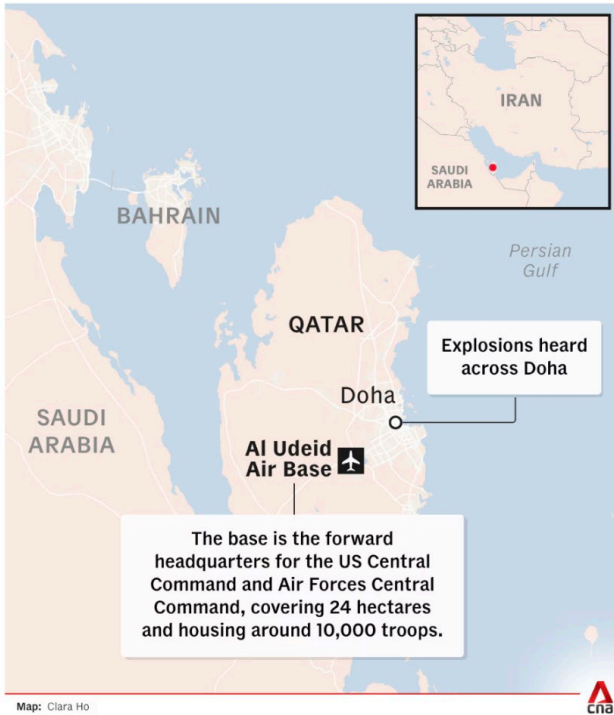 IRAN
SAUDI
ARABIA
BAHRAIN
Persian
Gulf
QATAR
Explosions heard
across Doha
Doha
SAUDI
ARABIA
Al Udeid
Air Base
The base is the forward
headquarters for the US Central
Command and Air Forces Central
Command, covering 24 hectares
and housing around 10,000 troops.
Map: Clara Ho
cna